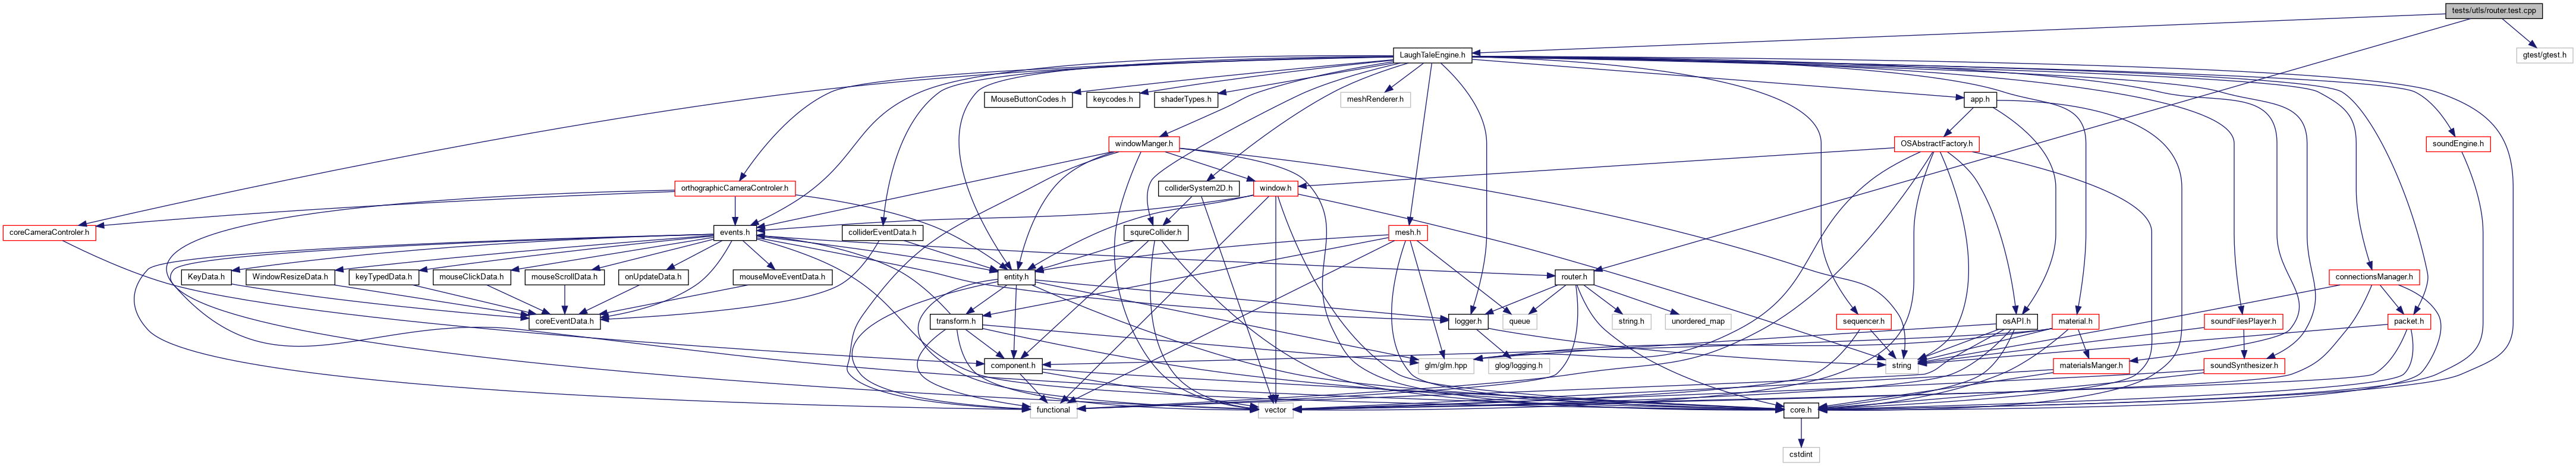 tests/utls/router.test.cpp
LaughTaleEngine.h
gtest/gtest.h
MouseButtonCodes.h
keycodes.h
shaderTypes.h
meshRenderer.h
app.h
windowManger.h
OSAbstractFactory.h
soundEngine.h
orthographicCameraControler.h
colliderSystem2D.h
window.h
coreCameraControler.h
events.h
colliderEventData.h
squreCollider.h
mesh.h
KeyData.h
WindowResizeData.h
keyTypedData.h
mouseClickData.h
mouseScrollData.h
onUpdateData.h
mouseMoveEventData.h
entity.h
router.h
connectionsManager.h
coreEventData.h
transform.h
logger.h
queue
string.h
unordered_map
sequencer.h
osAPI.h
material.h
soundFilesPlayer.h
packet.h
component.h
glm/glm.hpp
glog/logging.h
string
materialsManger.h
soundSynthesizer.h
functional
vector
core.h
cstdint